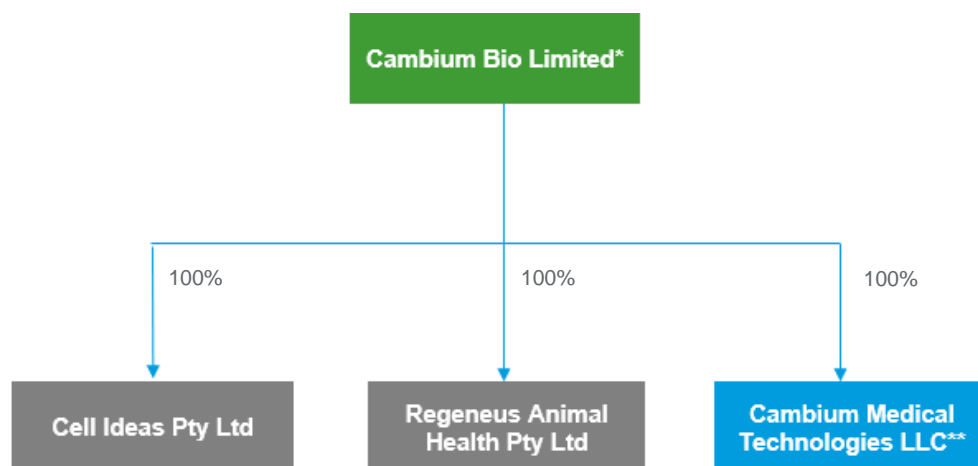 Cambium Bio Limited*
100%
100%
100%
Cell Ideas Pty Ltd
Regeneus Animal
Health Pty Ltd
Cambium Medical
Technologies LLC**